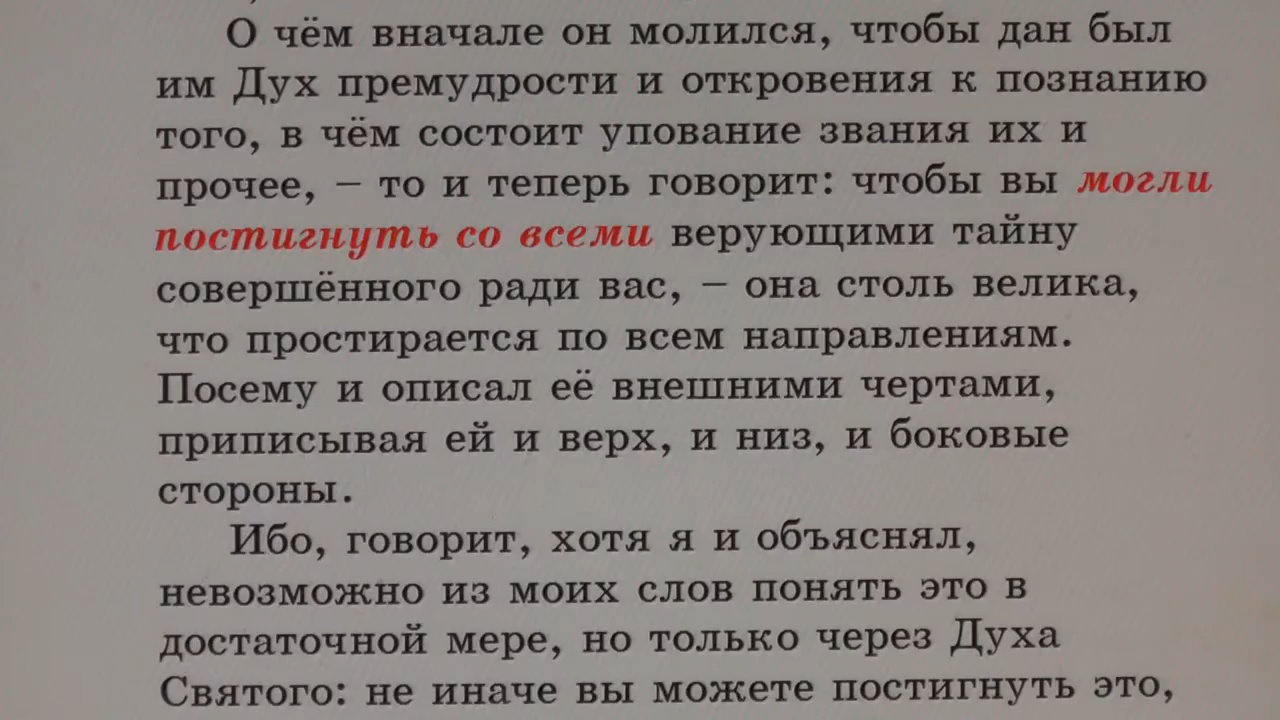 О чём вначале он молился, чтобы дан был
им Дух премудрости и откровения к познанию
того, в чём состоит упование звания их и
прочее, – то и теперь говорит: чтобы вы могли
постигнуть со всеми верующими тайну
совершённого ради вас, – она столь велика,
что простирается по всем направлениям.
Посему и описал её внешними чертами,
приписывая ей и верх, и низ, и боковые
стороны.
Ибо, говорит, хотя я и объяснял,
невозможно из моих слов понять это в
достаточной мере, но только через Духа
Святого: не иначе вы можете постигнуть это,